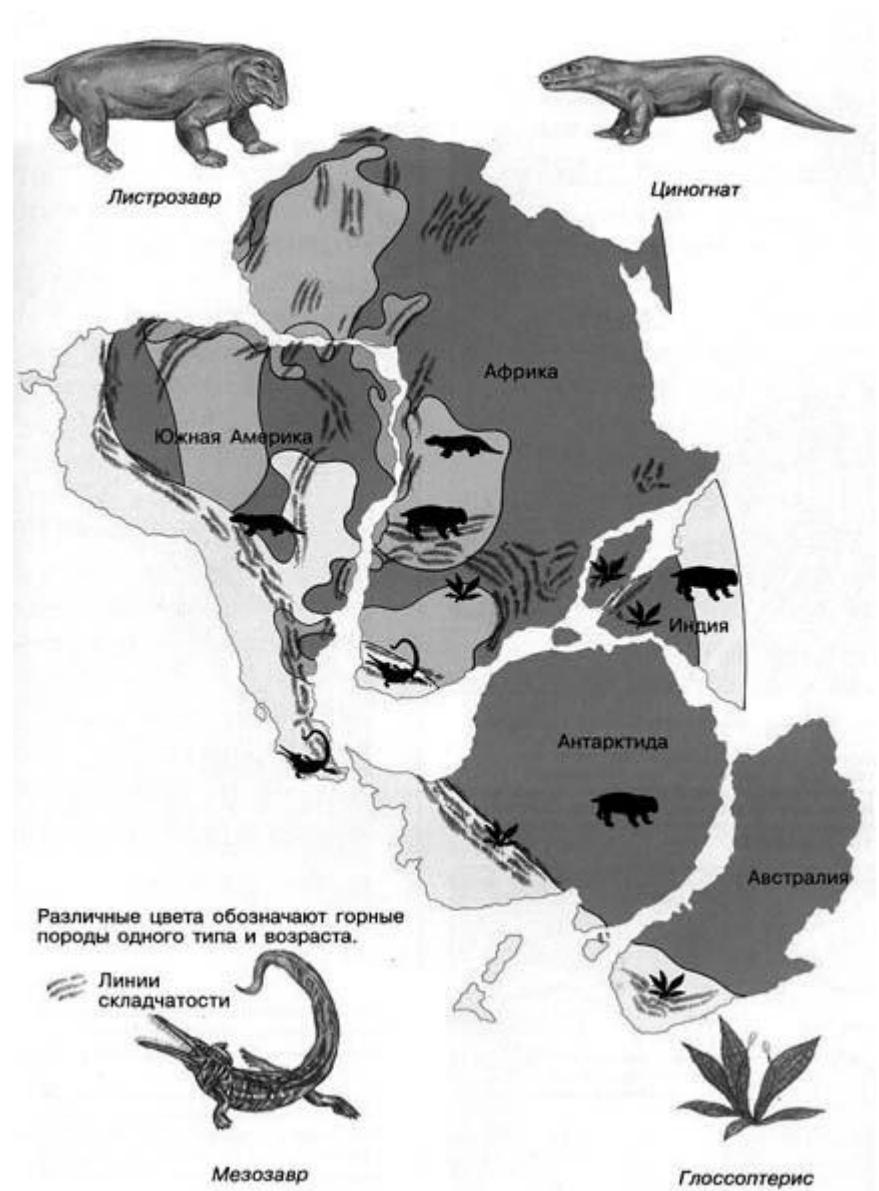 Листрозавр
Циногнат
Африка
Южная Америка
Индия
Антарктида
Австралия
Различные цвета обозначают горные
породы одного типа и возраста.
Линии
складчатости
Мезозавр
Глоссоптерис